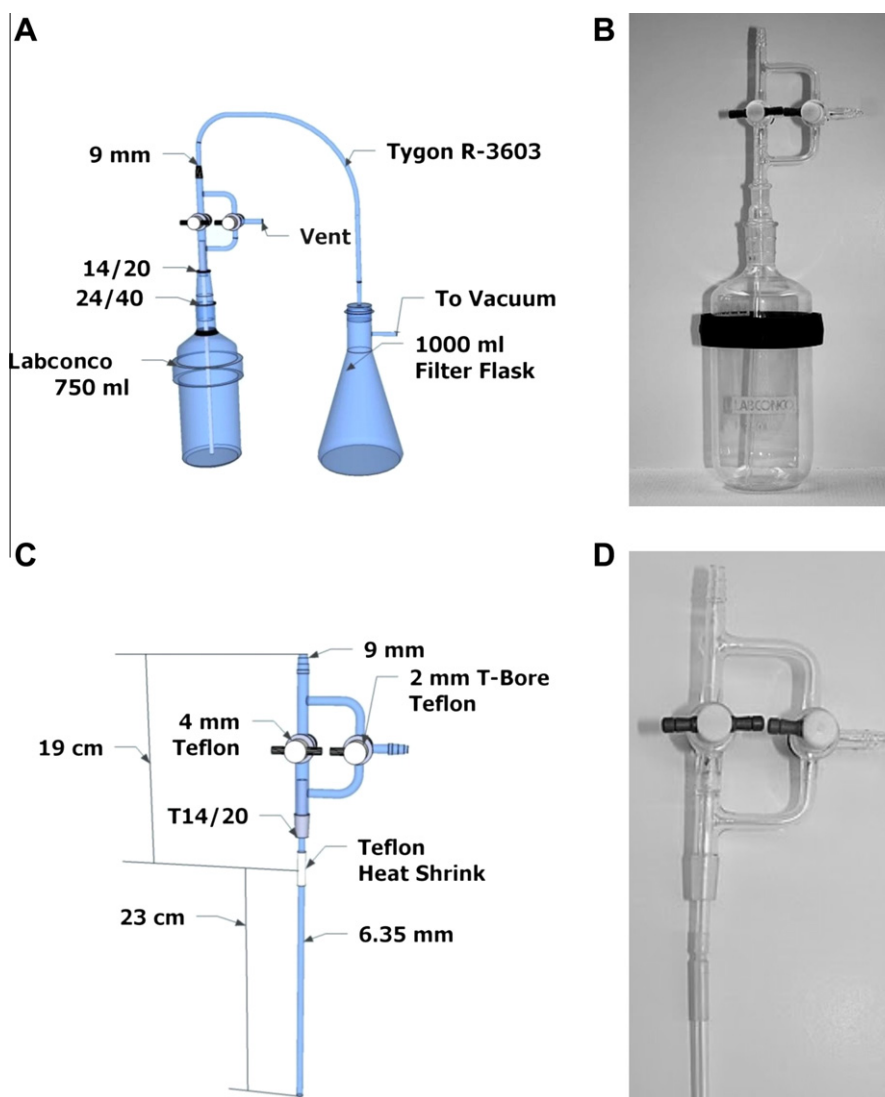 A
9 mm
Tygon R-3603
Vent
14/20
24/40
To Vacuum
Labconco
750 ml
1000 ml
Filter Flask
B
LABCONCO
C
9 mm
2 mm T-Bore
Teflon
4 mm
Teflon
19 cm
T14/20
Teflon
Heat Shrink
23 cm
6.35 mm
D